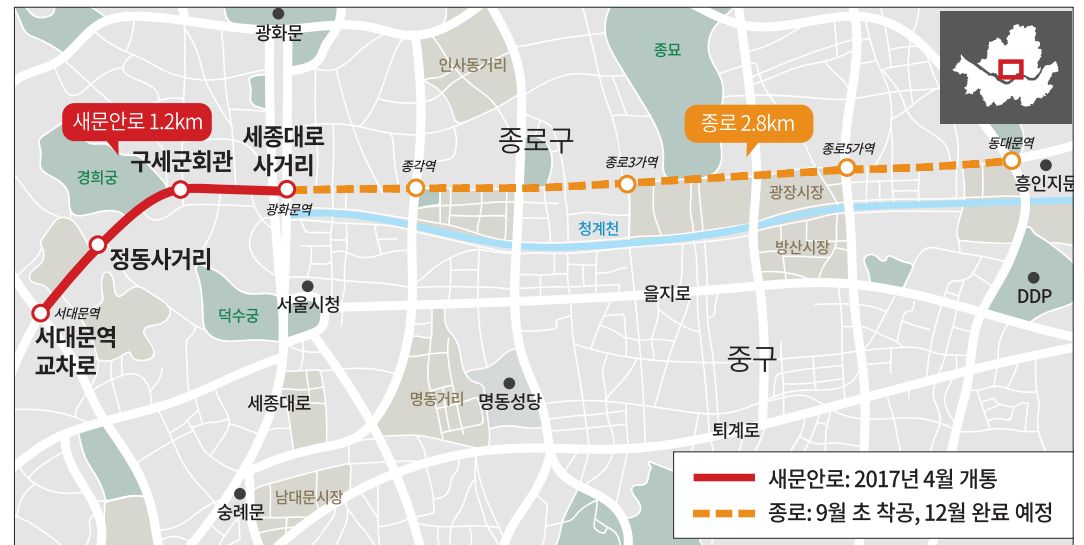 광화문
인사동거리
종묘
새문안로 1.2km
세종대로
사거리
종로구
종로 2.8km
구세군회관
종각역
종로3가역
종로5가역
동대문역
경희궁
광화문역
광장시장
흥인지문
청계천
정동사거리
방산시장
서울시청
을지로
DDP
덕수궁
서대문역
서대문역
교차로
중구
세종대로
명동거리
명동성당
퇴계로
숭례문
남대문시장
새문안로: 2017년 4월 개통
종로: 9월 초 착공, 12월 완료 예정